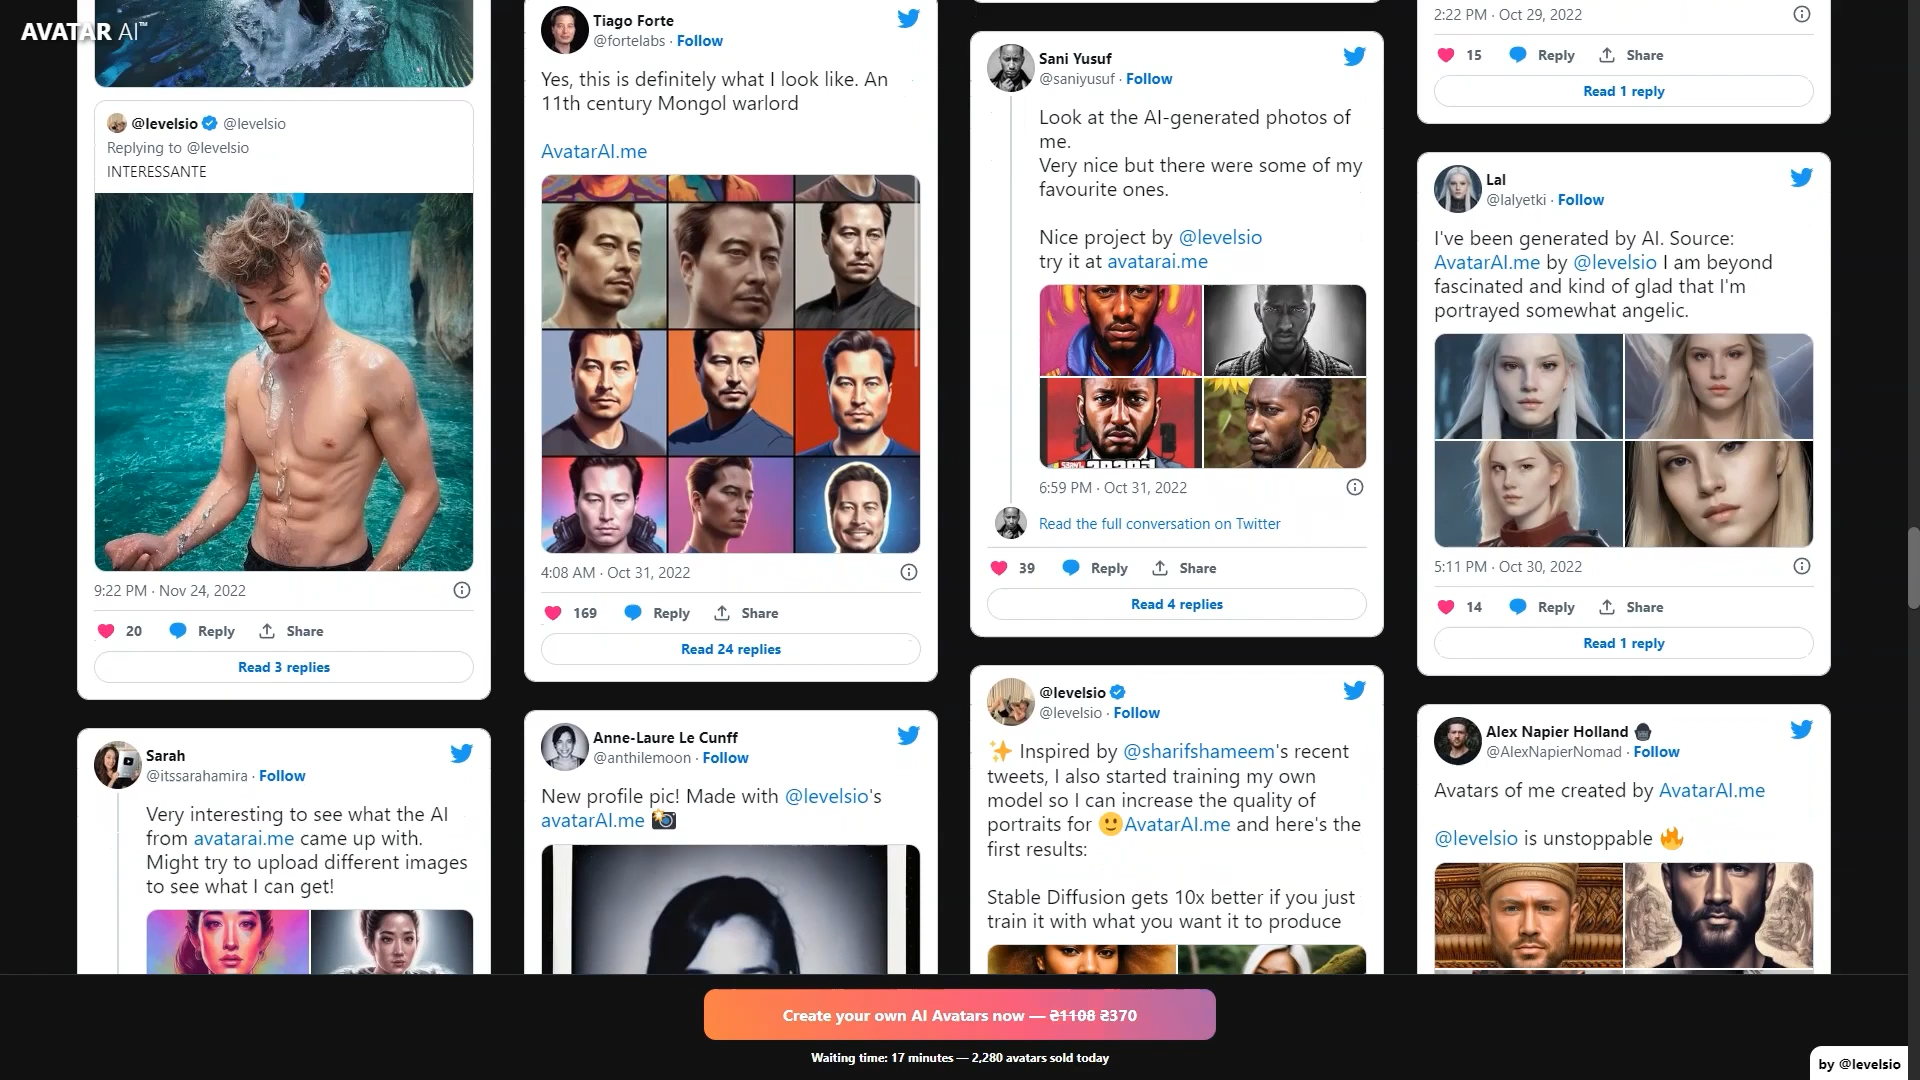 AVATAR AI™
@levelsio @levelsio
Replying to @levelsio
INTERESSANTE
9:22 PM · Nov 24, 2022
20 Reply Share
Read 3 replies
Sarah
@itssarahamira · Follow
Very interesting to see what the AI
from avatarai.me came up with.
Might try to upload different images
to see what I can get!
Tiago Forte
@fortelabs · Follow
Yes, this is definitely what I look like. An
11th century Mongol warlord
AvatarAI.me
4:08 AM · Oct 31, 2022
169 Reply Share
Read 24 replies
Anne-Laure Le Cunff
@anthilemoon · Follow
New profile pic! Made with @levelsio's
avatarAI.me 📸
Sani Yusuf
@saniyusuf · Follow
Look at the AI-generated photos of
me.
Very nice but there were some of my
favourite ones.
Nice project by @levelsio
try it at avatarai.me
6:59 PM · Oct 31, 2022
Read the full conversation on Twitter
39 Reply Share
Read 4 replies
@levelsio
@levelsio · Follow
✨ Inspired by @sharifshameem's recent
tweets, I also started training my own
model so I can increase the quality of
portraits for 🙂AvatarAI.me and here's the
first results:
Stable Diffusion gets 10x better if you just
train it with what you want it to produce
2:22 PM · Oct 29, 2022
15 Reply Share
Read 1 reply
Lal
@lalyetki · Follow
I've been generated by AI. Source:
AvatarAI.me by @levelsio I am beyond
fascinated and kind of glad that I'm
portrayed somewhat angelic.
5:11 PM · Oct 30, 2022
14 Reply Share
Read 1 reply
Alex Napier Holland
@AlexNapierNomad · Follow
Avatars of me created by AvatarAI.me
@levelsio is unstoppable 🔥
Create your own AI Avatars now — ₴1108 ₴370
Waiting time: 17 minutes — 2,280 avatars sold today
by @levelsio